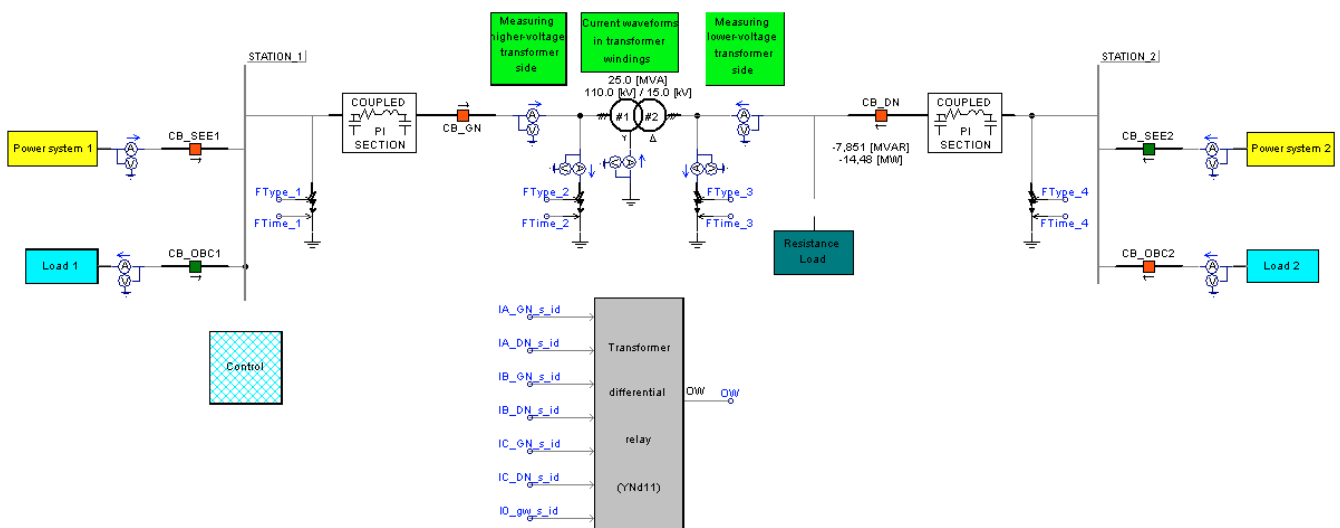 Measuring
higher-voltage
transformer
side
Current waveforms
in transformer
windings
Measuring
lower-voltage
transformer
side
STATION_1
25.0 [MVA]
110.0 [kV] / 15.0 [kV]
STATION_2
COUPLED
PI
SECTION
CB_GN
#1
#2
Y
Δ
CB_DN
COUPLED
PI
SECTION
-7,851 [MVAR]
-14,48 [MW]
Power system 1
A
V
CB_SEE1
A
V
A
V
CB_SEE2
A
V
Power system 2
A
V
A
V
A
V
FType_1
FTime_1
FType_2
FTime_2
FType_3
FTime_3
FType_4
FTime_4
Load 1
A
V
CB_OBC1
Resistance
Load
CB_OBC2
A
V
Load 2
Control
IA_GN_s_id
IA_DN_s_id
IB_GN_s_id
IB_DN_s_id
IC_GN_s_id
IC_DN_s_id
I0_gw_s_id
Transformer
differential
relay
(YNd11)
OW
OW